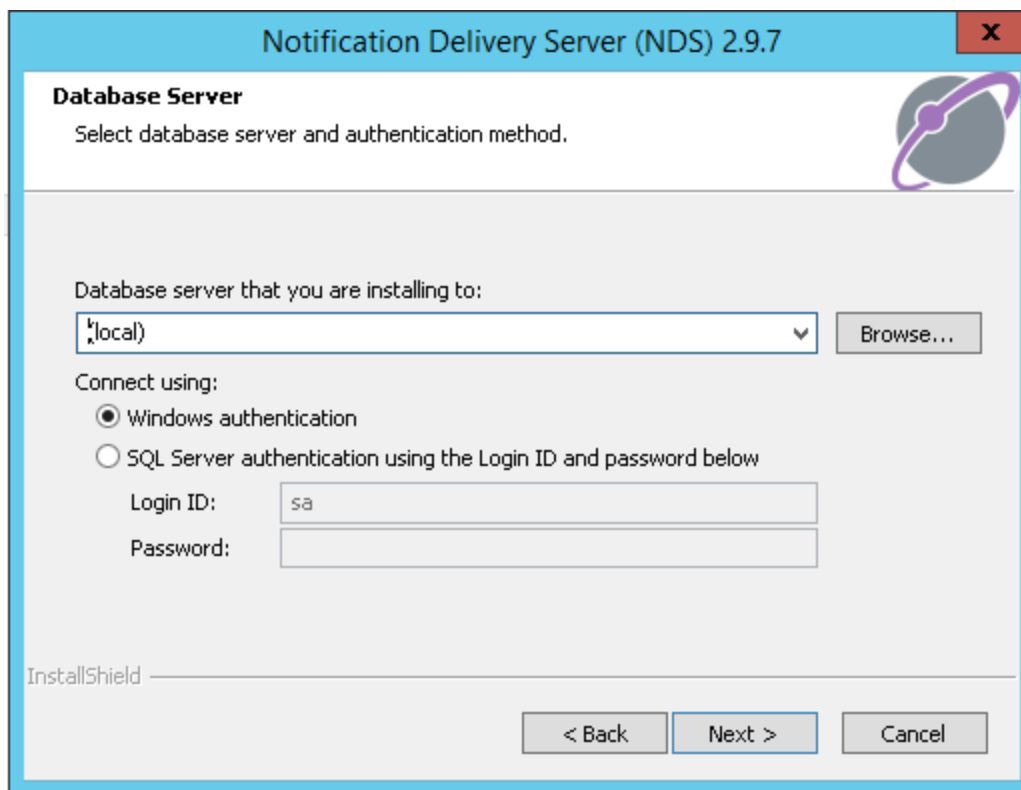 Notification Delivery Server (NDS) 2.9.7
x
Database Server
Select database server and authentication method.
Database server that you are installing to:
(local)
Browse...
Connect using:
Windows authentication
SQL Server authentication using the Login ID and password below
Login ID:
sa
Password:
InstallShield
< Back
Next >
Cancel